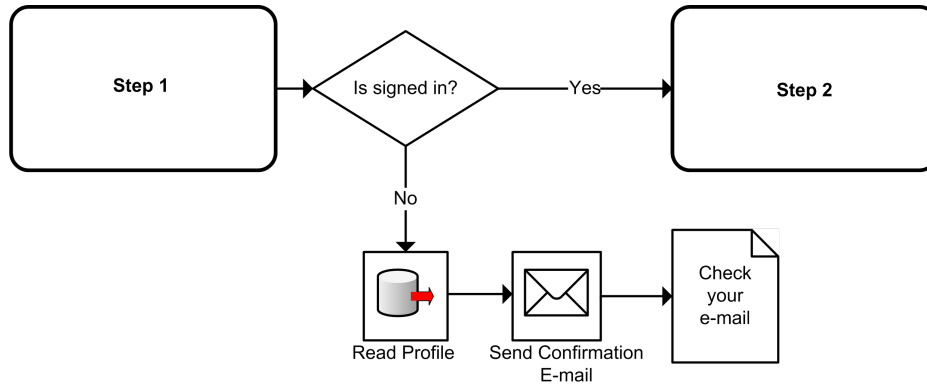 Step 1
Is signed in?
Yes
Step 2
No
Check
your
e-mail
Read Profile
Send Confirmation
E-mail